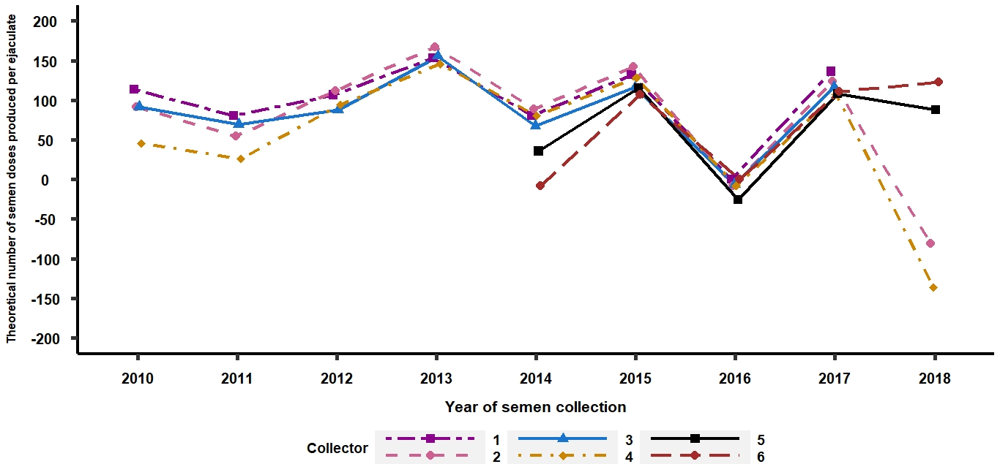 Theoretical number of semen doses produced per ejaculate
200
150
100
50
0
-50
-100
-150
-200
2010 2011 2012 2013 2014 2015 2016 2017 2018
Year of semen collection
Collector 1 3 5
2 4 6